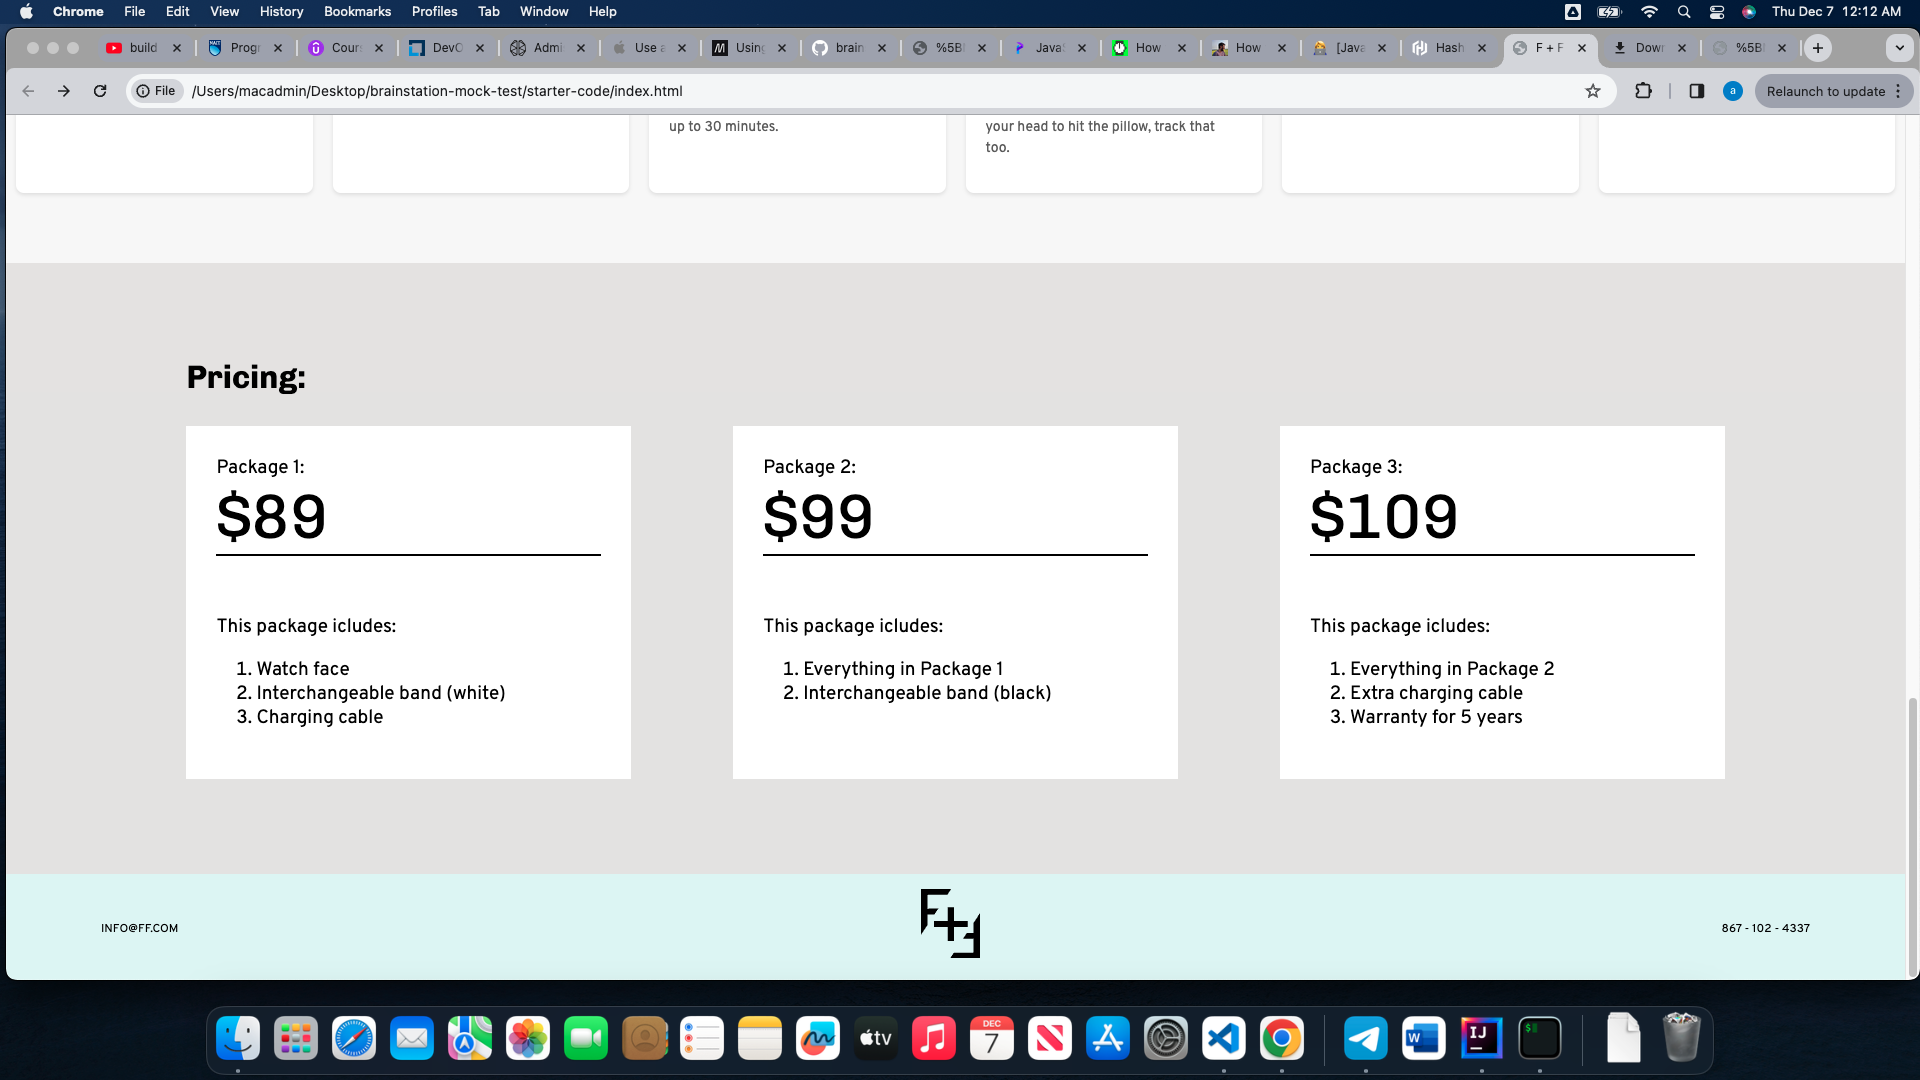 Chrome File Edit View History Bookmarks Profiles Tab Window Help Thu Dec 7 12:12 AM
build Progr Cours DevO Admi Use a Using brain %5B JavaS How How [Java Hash F + F Down %5B
File /Users/macadmin/Desktop/brainstation-mock-test/starter-code/index.html a Relaunch to update
up to 30 minutes.
your head to hit the pillow, track that
too.
Pricing:
Package 1:
$89
This package icludes:
1. Watch face
2. Interchangeable band (white)
3. Charging cable
Package 2:
$99
This package icludes:
1. Everything in Package 1
2. Interchangeable band (black)
Package 3:
$109
This package icludes:
1. Everything in Package 2
2. Extra charging cable
3. Warranty for 5 years
INFO@FF.COM
F+F
867 - 102 - 4337
tv
DEC
7
W
IJ
$